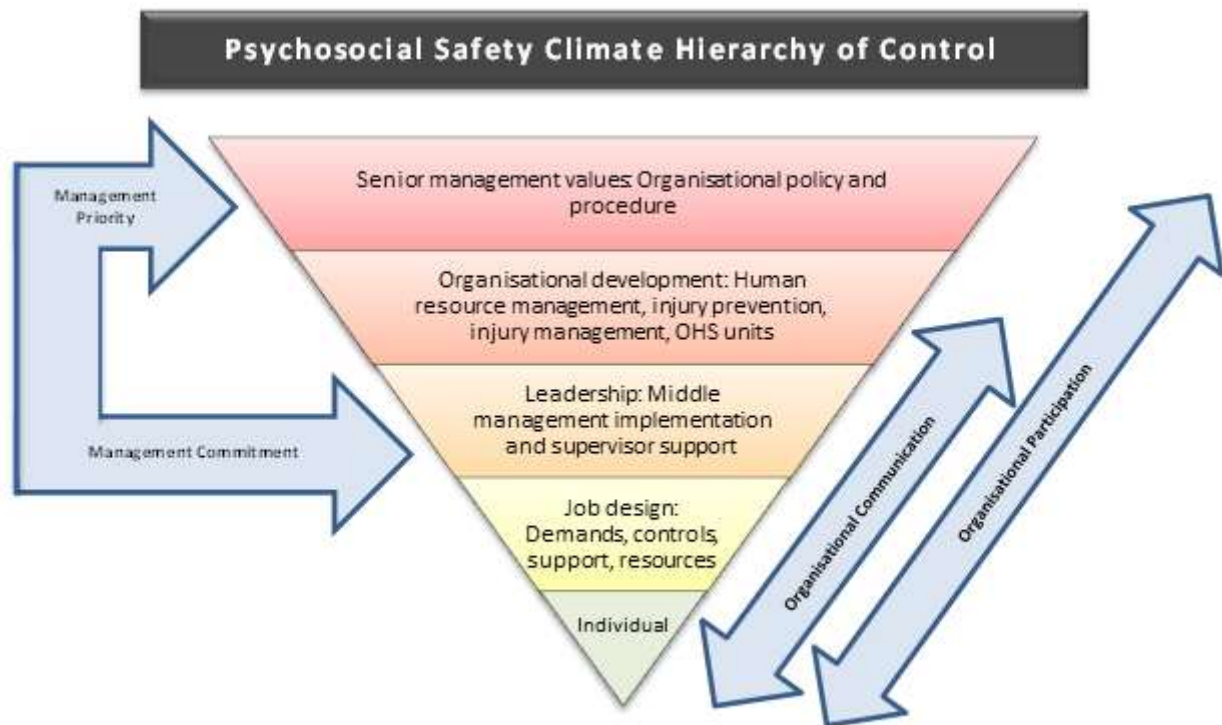 Psychosocial Safety Climate Hierarchy of Control
Management
Priority
Senior management values: Organisational policy and
procedure
Organisational development: Human
resource management, injury prevention,
injury management, OHS units
Leadership: Middle
management implementation
and supervisor support
Management Commitment
Job design:
Demands, controls,
support, resources
Individual
Organisational Communication
Organisational Participation